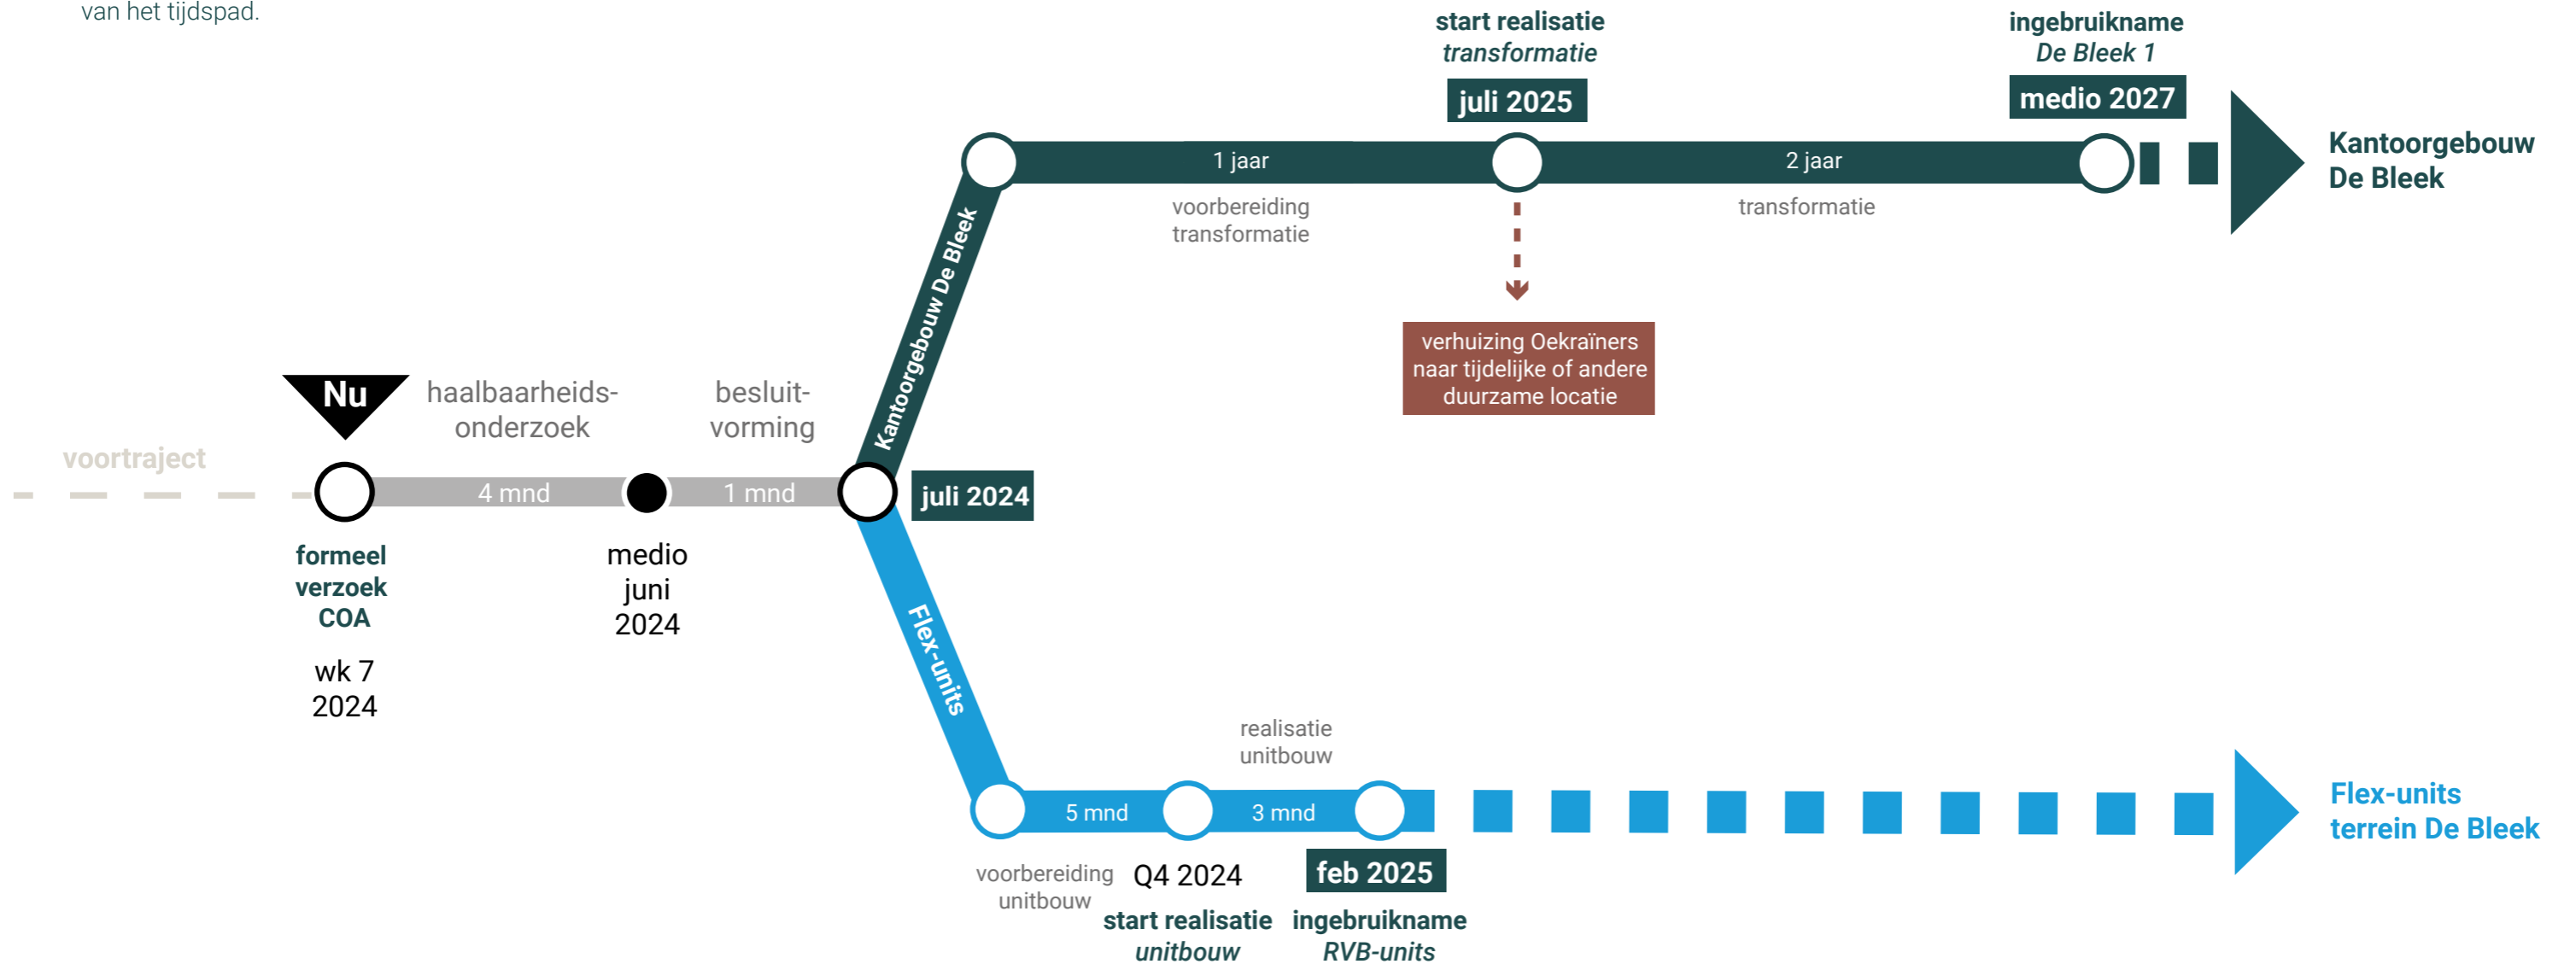 van het tijdspad.
start realisatie
transformatie
juli 2025
ingebruikname
De Bleek 1
medio 2027
1 jaar
2 jaar
Kantoorgebouw
De Bleek
voorbereiding
transformatie
transformatie
Kantoorgebouw De Bleek
verhuizing Oekraïners
naar tijdelijke of andere
duurzame locatie
Nu
haalbaarheids-
onderzoek
besluit-
vorming
voortraject
4 mnd
1 mnd
juli 2024
formeel
verzoek
COA
wk 7
2024
medio
juni
2024
Flex-units
realisatie
unitbouw
5 mnd
3 mnd
Flex-units
terrein De Bleek
voorbereiding
unitbouw
Q4 2024
start realisatie
unitbouw
feb 2025
ingebruikname
RVB-units